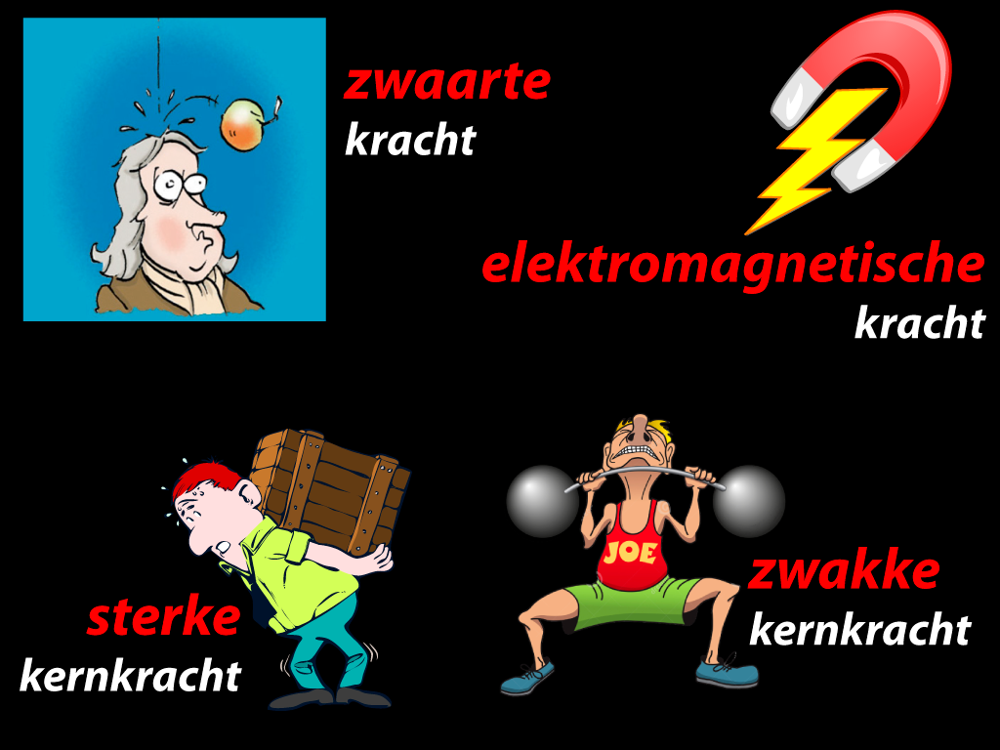 zwaarte
kracht
elektromagnetische
kracht
JOE
sterke
kernkracht
zwakke
kernkracht